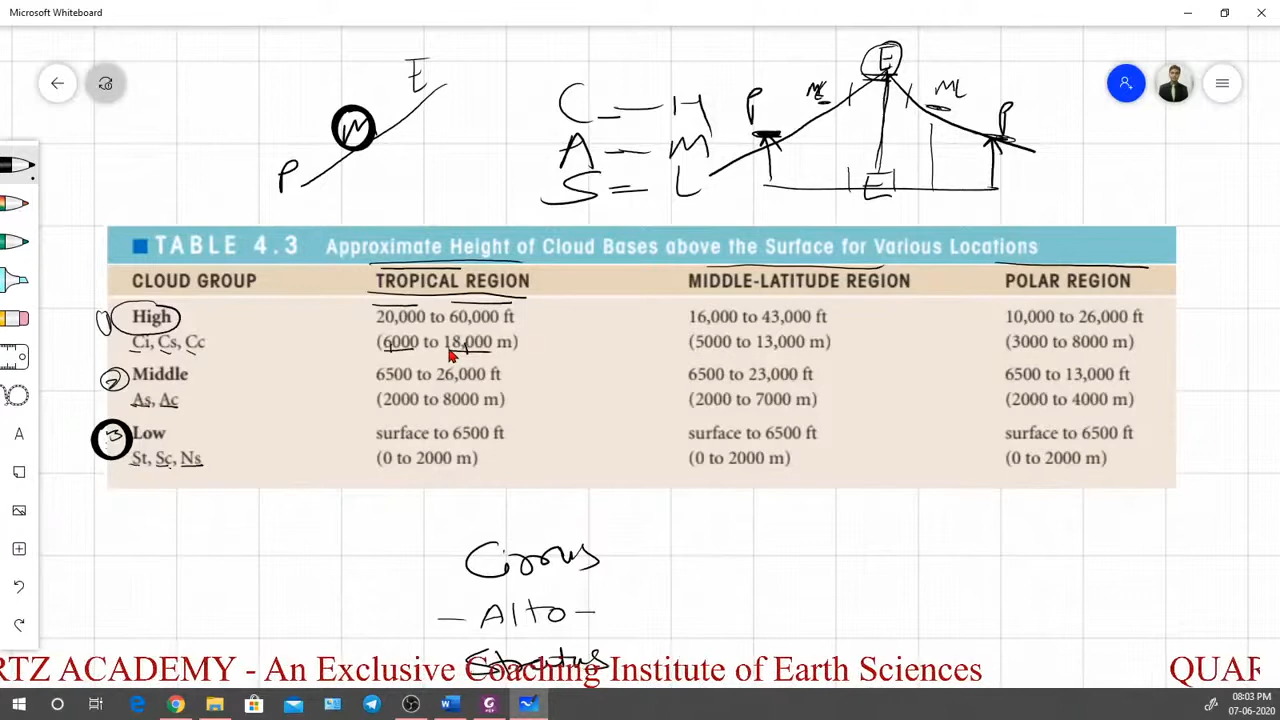 Microsoft Whiteboard
E
M
P
C — H
A — M
S = L
E
P
ML
ML
P
E
TABLE 4.3 Approximate Height of Cloud Bases above the Surface for Various Locations
CLOUD GROUP TROPICAL REGION MIDDLE-LATITUDE REGION POLAR REGION
1 High 20,000 to 60,000 ft 16,000 to 43,000 ft 10,000 to 26,000 ft
Ci, Cs, Cc (6000 to 18,000 m) (5000 to 13,000 m) (3000 to 8000 m)
2 Middle 6500 to 26,000 ft 6500 to 23,000 ft 6500 to 13,000 ft
As, Ac (2000 to 8000 m) (2000 to 7000 m) (2000 to 4000 m)
3 Low surface to 6500 ft surface to 6500 ft surface to 6500 ft
St, Sc, Ns (0 to 2000 m) (0 to 2000 m) (0 to 2000 m)
Cirrus
— Alto —
Stratus
RTZ ACADEMY - An Exclusive Coaching Institute of Earth Sciences QUAR
A
08:03 PM
07-06-2020